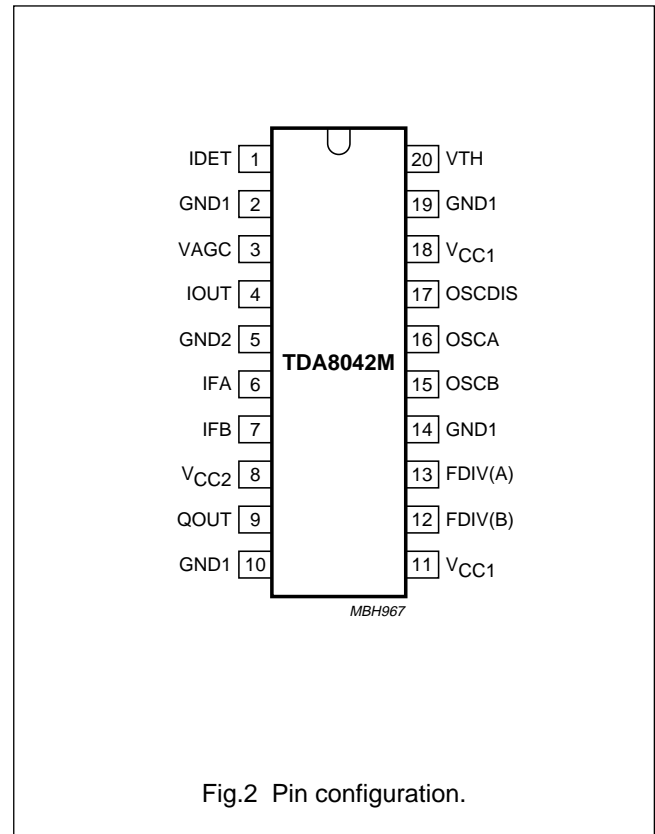 IDET 1
GND1 2
VAGC 3
IOUT 4
GND2 5
IFA 6
IFB 7
VCC2 8
QOUT 9
GND1 10
TDA8042M
20 VTH
19 GND1
18 VCC1
17 OSCDIS
16 OSCA
15 OSCB
14 GND1
13 FDIV(A)
12 FDIV(B)
11 VCC1
MBH967
Fig.2 Pin configuration.